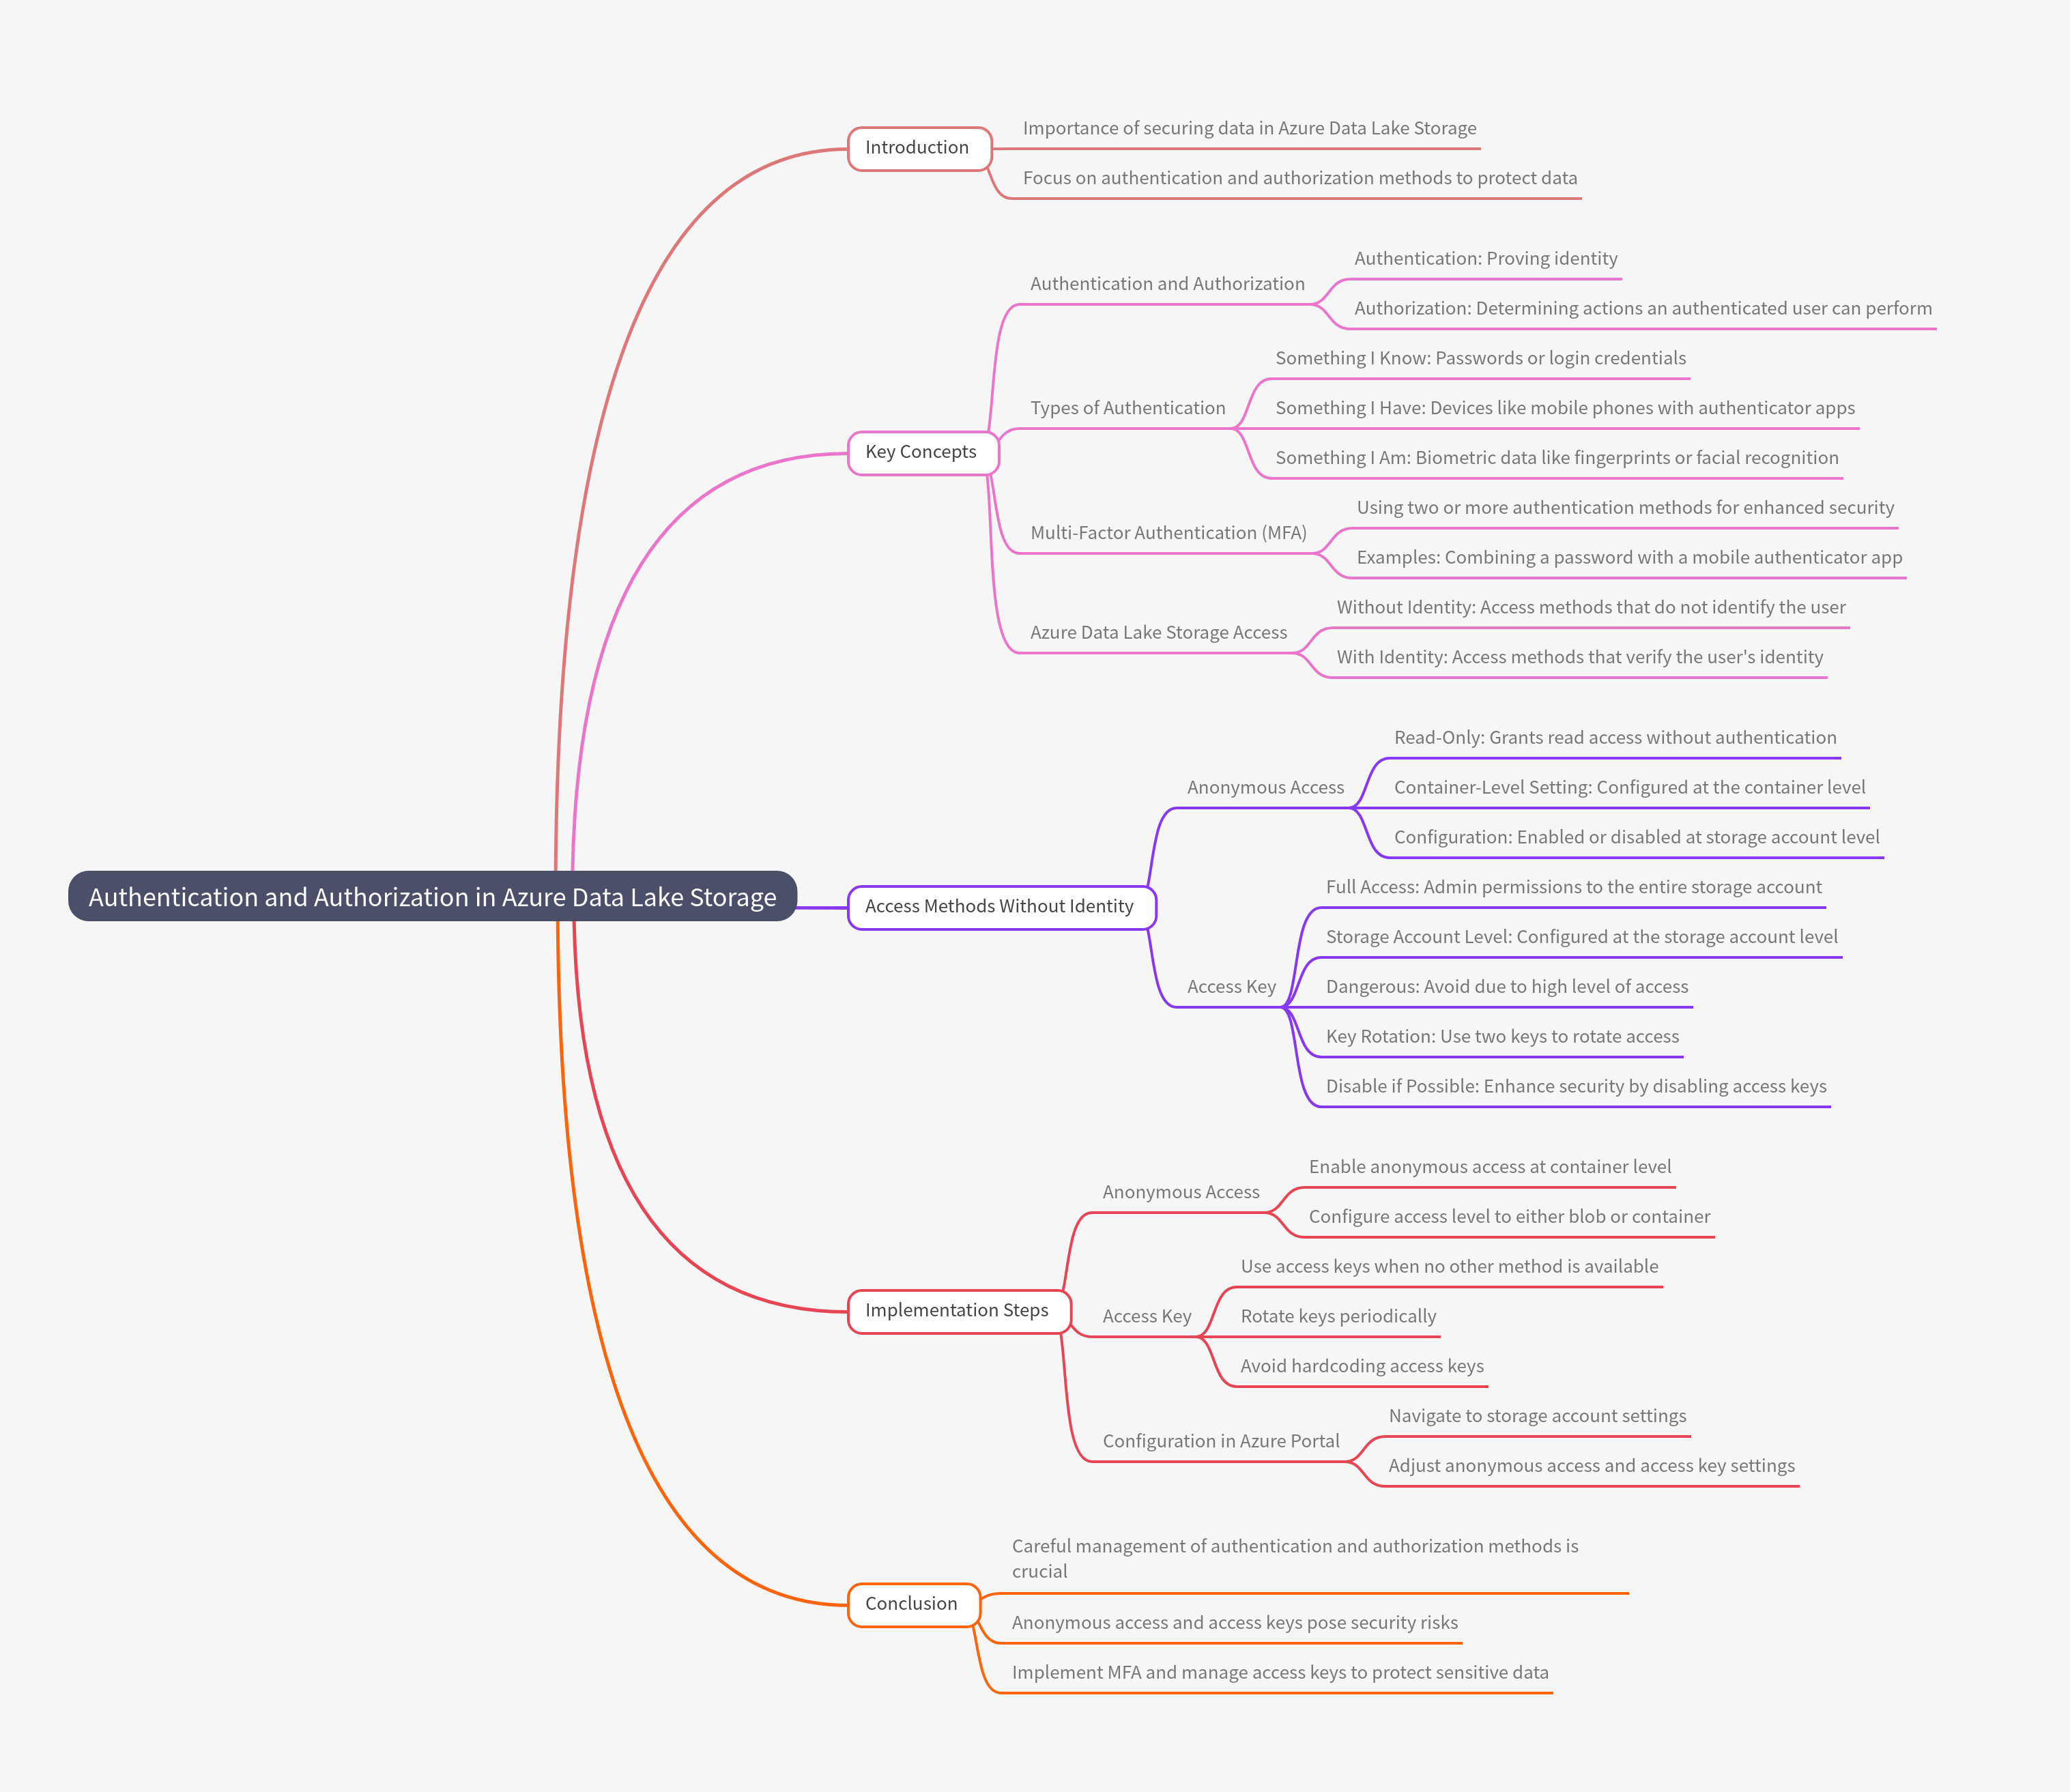 Introduction
Importance of securing data in Azure Data Lake Storage
Focus on authentication and authorization methods to protect data
Key Concepts
Authentication and Authorization
Authentication: Proving identity
Authorization: Determining actions an authenticated user can perform
Types of Authentication
Something I Know: Passwords or login credentials
Something I Have: Devices like mobile phones with authenticator apps
Something I Am: Biometric data like fingerprints or facial recognition
Multi-Factor Authentication (MFA)
Using two or more authentication methods for enhanced security
Examples: Combining a password with a mobile authenticator app
Azure Data Lake Storage Access
Without Identity: Access methods that do not identify the user
With Identity: Access methods that verify the user's identity
Authentication and Authorization in Azure Data Lake Storage
Access Methods Without Identity
Anonymous Access
Read-Only: Grants read access without authentication
Container-Level Setting: Configured at the container level
Configuration: Enabled or disabled at storage account level
Access Key
Full Access: Admin permissions to the entire storage account
Storage Account Level: Configured at the storage account level
Dangerous: Avoid due to high level of access
Key Rotation: Use two keys to rotate access
Disable if Possible: Enhance security by disabling access keys
Implementation Steps
Anonymous Access
Enable anonymous access at container level
Configure access level to either blob or container
Access Key
Use access keys when no other method is available
Rotate keys periodically
Avoid hardcoding access keys
Configuration in Azure Portal
Navigate to storage account settings
Adjust anonymous access and access key settings
Conclusion
Careful management of authentication and authorization methods is
crucial
Anonymous access and access keys pose security risks
Implement MFA and manage access keys to protect sensitive data